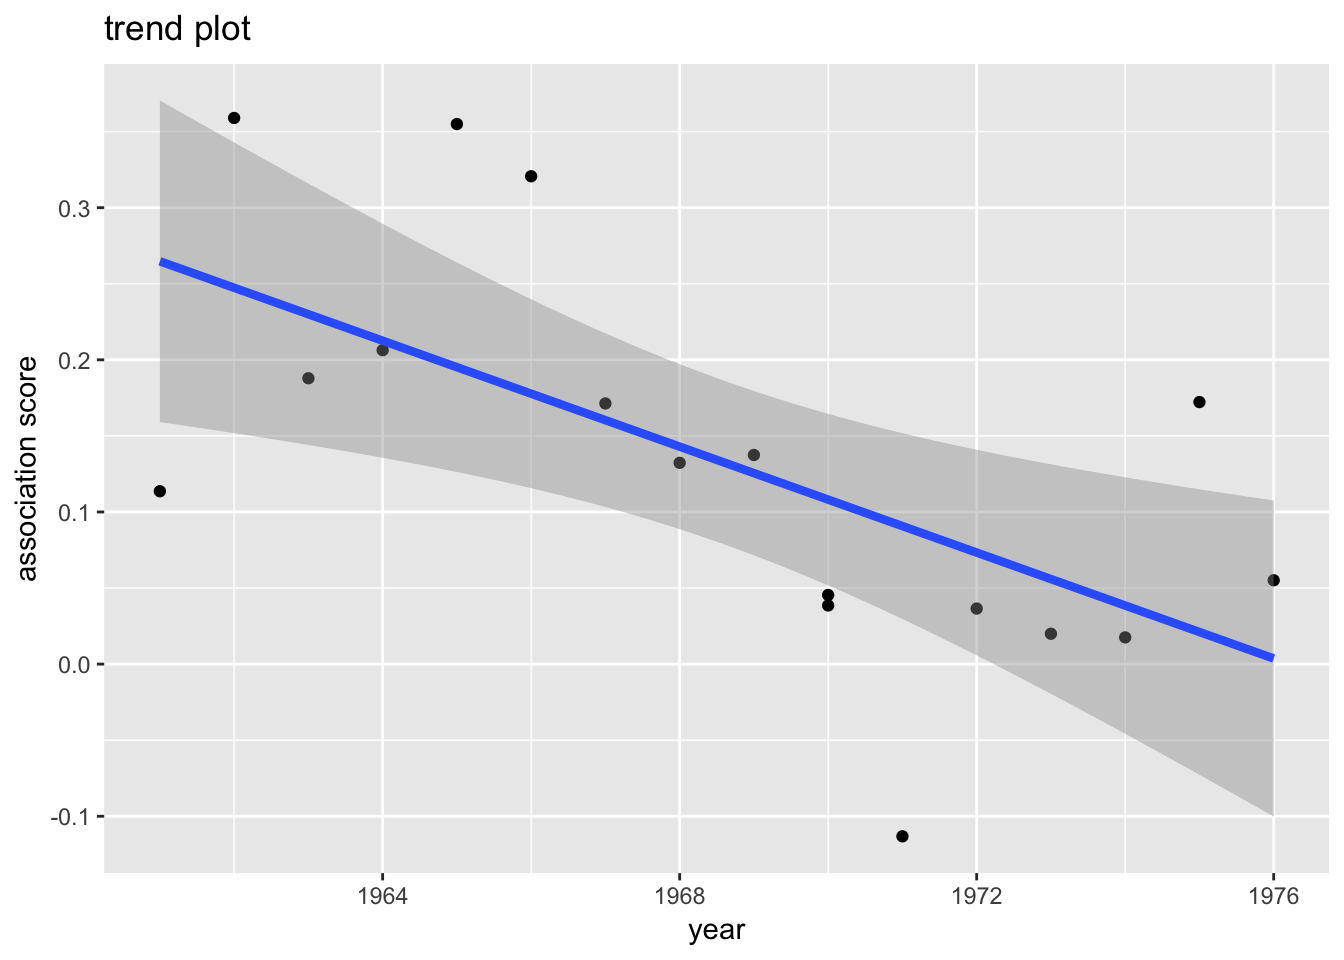 trend plot
association score
0.3
0.2
0.1
0.0
-0.1
1964 1968 1972 1976
year